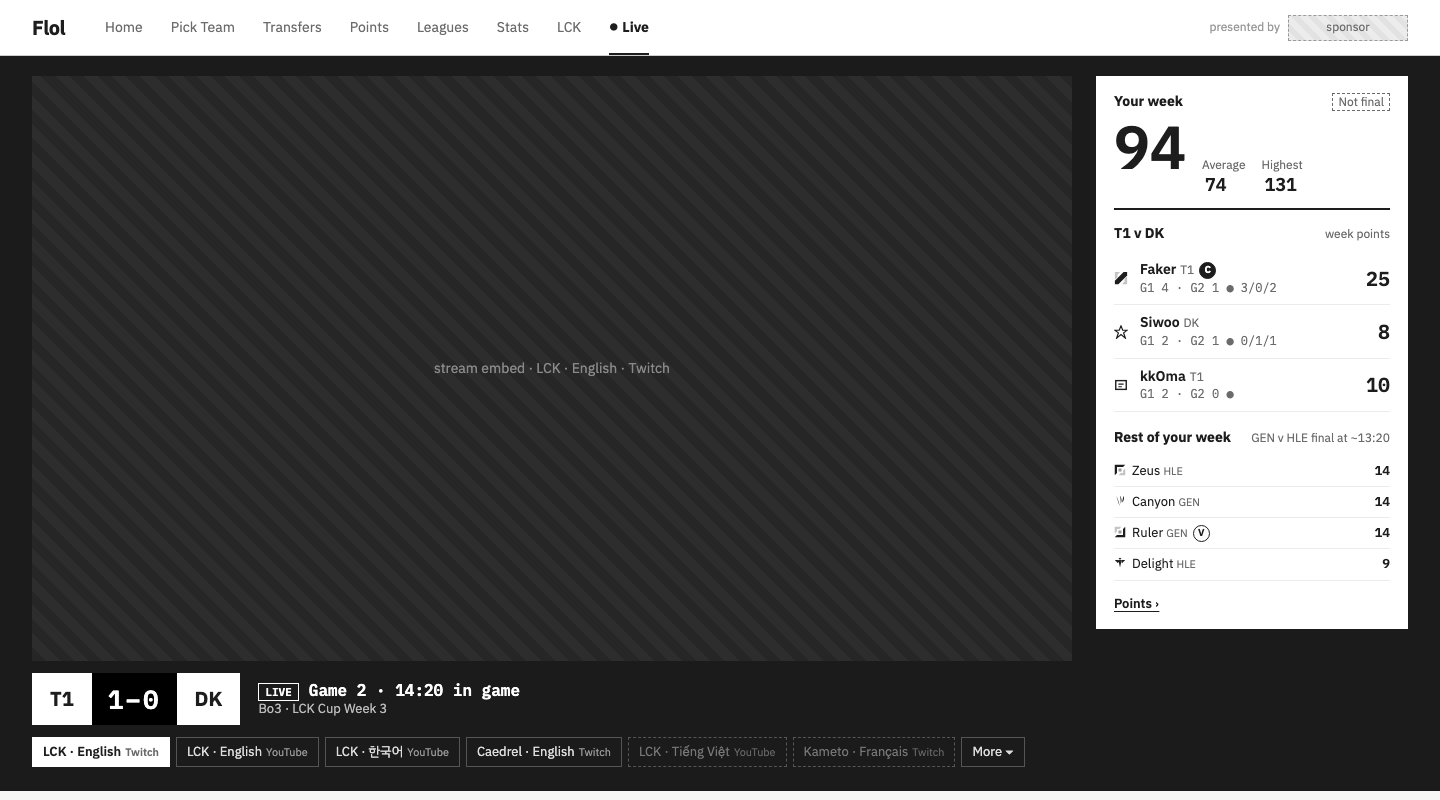 Flol
Home Pick Team Transfers Points Leagues Stats LCK ● Live
presented by sponsor
stream embed · LCK · English · Twitch
T1 1–0 DK
LIVE Game 2 · 14:20 in game
Bo3 · LCK Cup Week 3
LCK · English Twitch
LCK · English YouTube
LCK · 한국어 YouTube
Caedrel · English Twitch
LCK · Tiếng Việt YouTube
Kameto · Français Twitch
More
Your week Not final
94
Average Highest
74 131
T1 v DK week points
Faker T1 C 25
G1 4 · G2 1 ● 3/0/2
Siwoo DK 8
G1 2 · G2 1 ● 0/1/1
kkOma T1 10
G1 2 · G2 0 ●
Rest of your week GEN v HLE final at ~13:20
Zeus HLE 14
Canyon GEN 14
Ruler GEN V 14
Delight HLE 9
Points ›